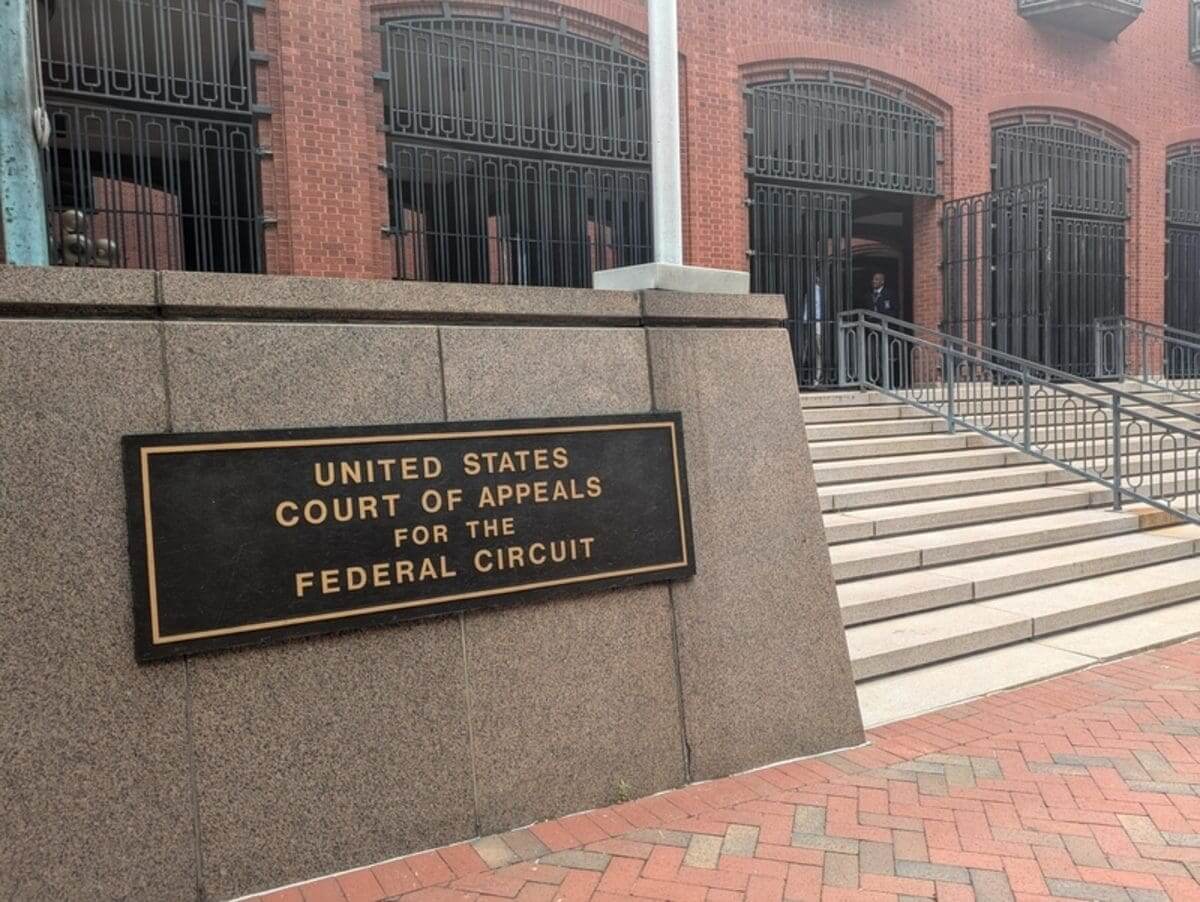 UNITED STATES
COURT OF APPEALS
FOR THE
FEDERAL CIRCUIT